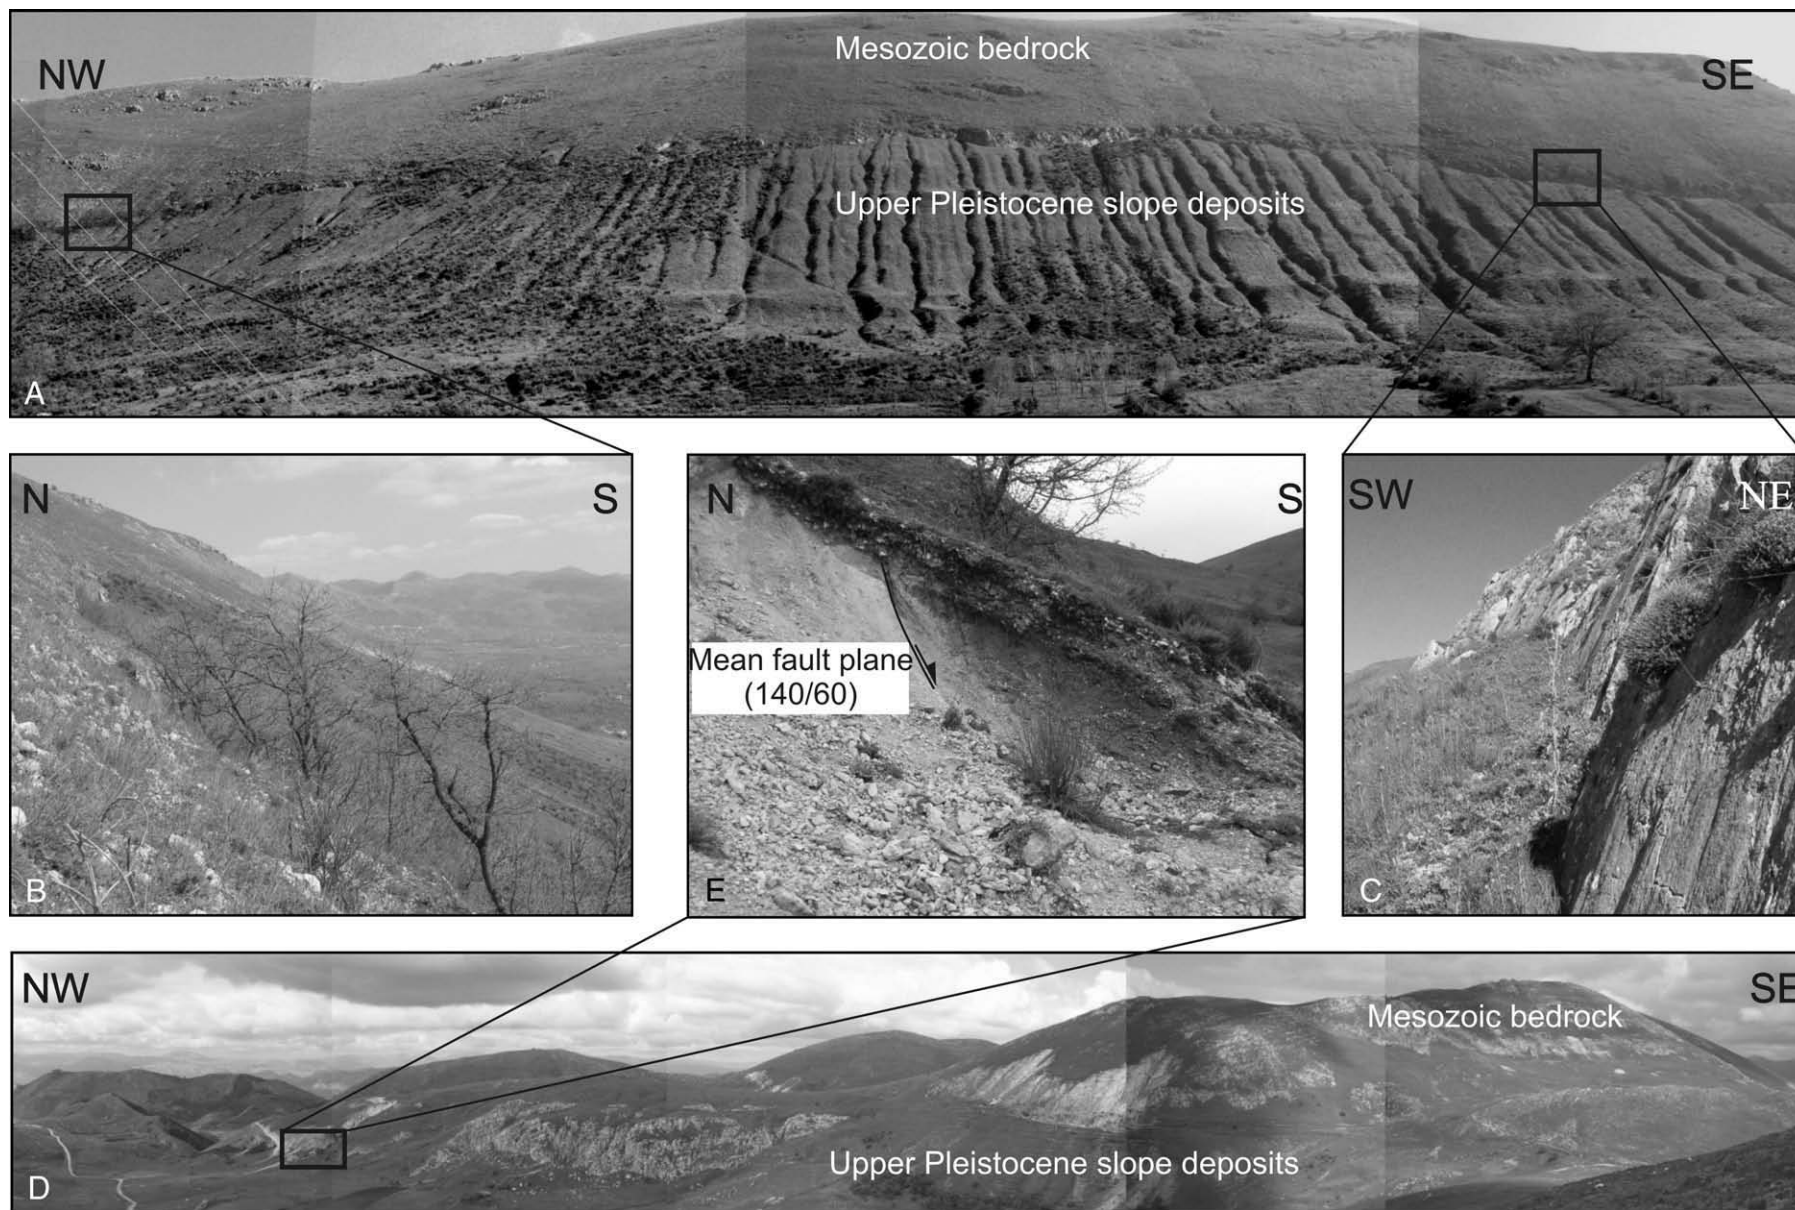 NW
Mesozoic bedrock
SE
Upper Pleistocene slope deposits
A
N
S
B
N
S
Mean fault plane
(140/60)
E
SW
NE
C
NW
SE
Mesozoic bedrock
Upper Pleistocene slope deposits
D